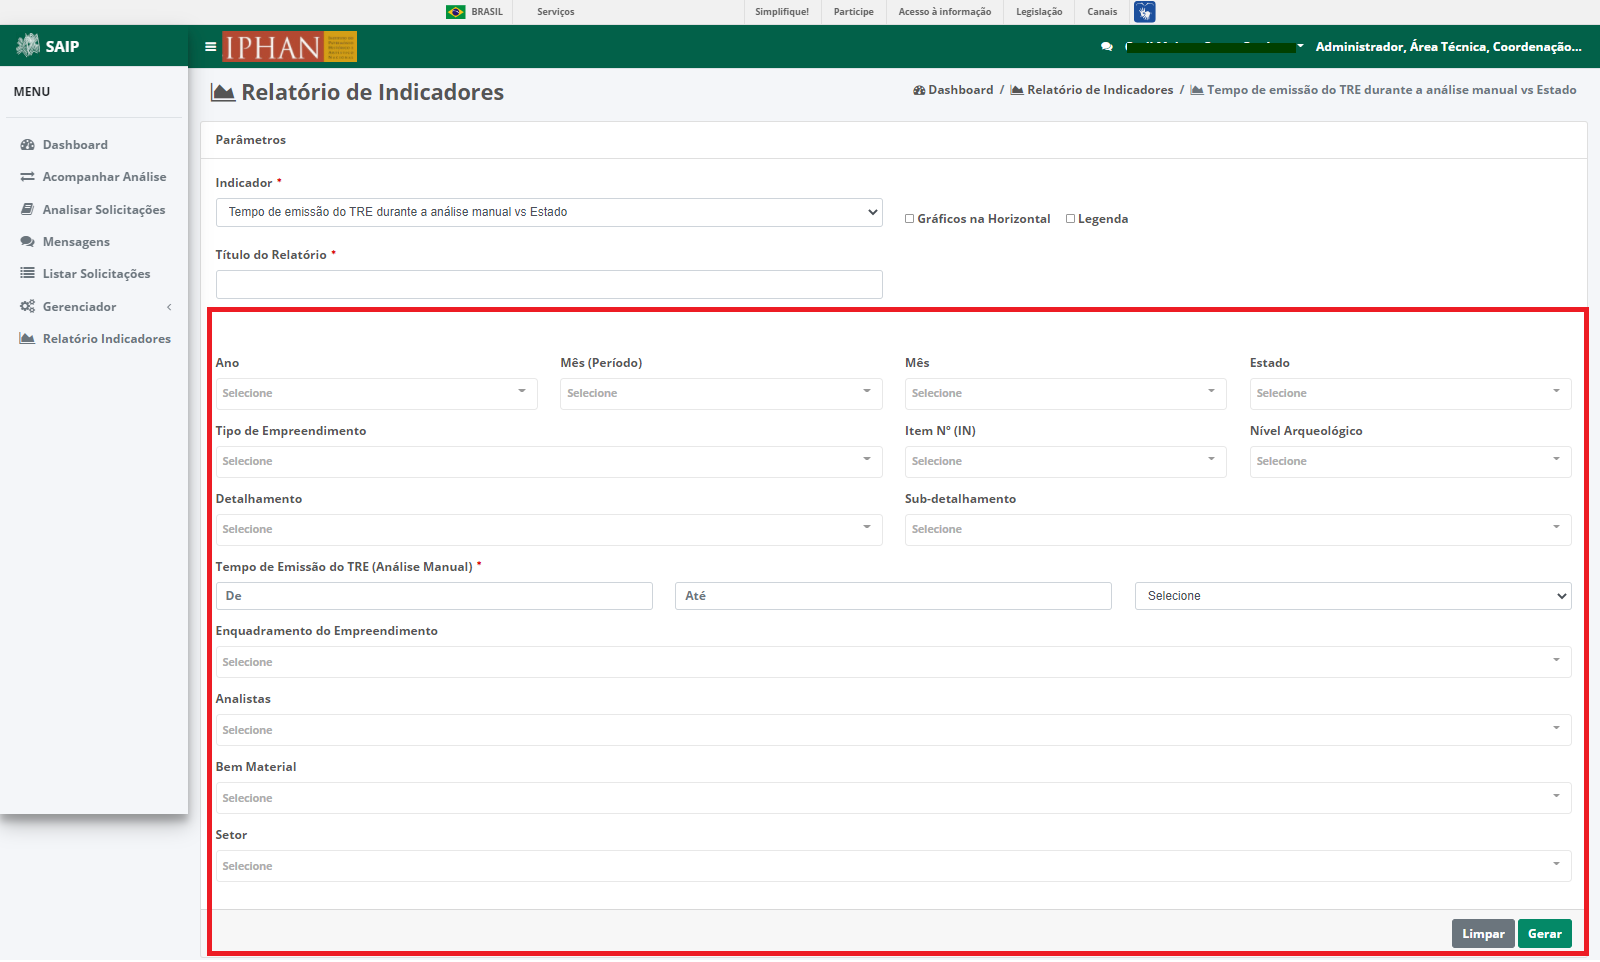 BRASIL Serviços Simplifique! Participe Acesso à informação Legislação Canais
SAIP IPHAN Administrador, Área Técnica, Coordenação...
MENU
Dashboard
Acompanhar Análise
Analisar Solicitações
Mensagens
Listar Solicitações
Gerenciador
Relatório Indicadores
Relatório de Indicadores
Dashboard / Relatório de Indicadores / Tempo de emissão do TRE durante a análise manual vs Estado
Parâmetros
Indicador *
Tempo de emissão do TRE durante a análise manual vs Estado
Gráficos na Horizontal Legenda
Título do Relatório *
Ano Mês (Período) Mês Estado
Selecione Selecione Selecione Selecione
Tipo de Empreendimento Item Nº (IN) Nível Arqueológico
Selecione Selecione Selecione
Detalhamento Sub-detalhamento
Selecione Selecione
Tempo de Emissão do TRE (Análise Manual) *
De Até Selecione
Enquadramento do Empreendimento
Selecione
Analistas
Selecione
Bem Material
Selecione
Setor
Selecione
Limpar Gerar